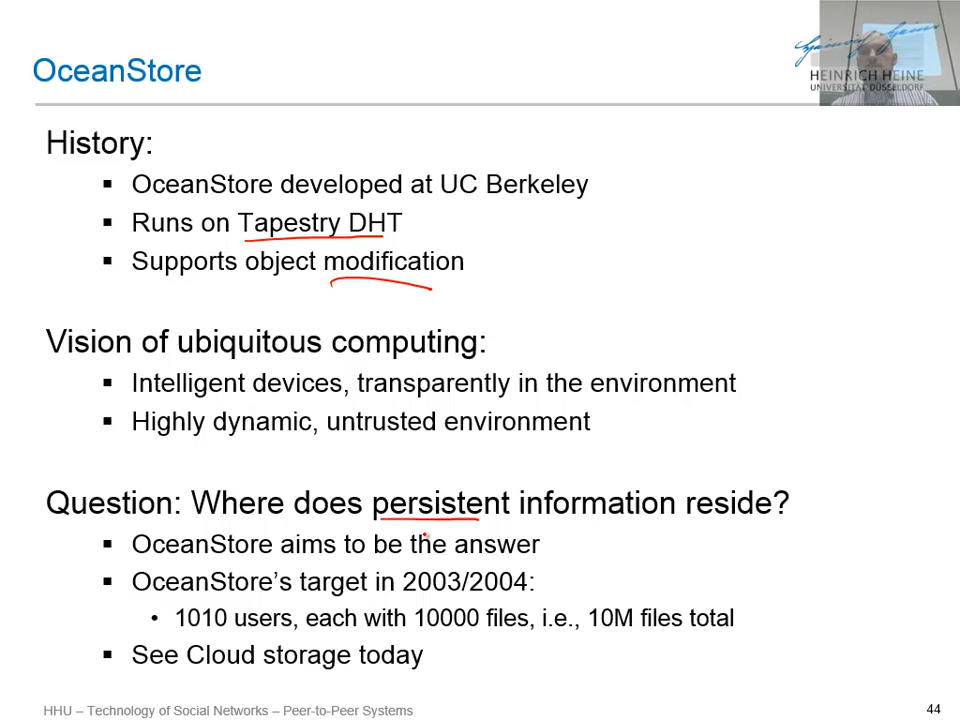 OceanStore
HEINRICH HEINE
UNIVERSITÄT DÜSSELDORF
History:
▪ OceanStore developed at UC Berkeley
▪ Runs on Tapestry DHT
▪ Supports object modification
Vision of ubiquitous computing:
▪ Intelligent devices, transparently in the environment
▪ Highly dynamic, untrusted environment
Question: Where does persistent information reside?
▪ OceanStore aims to be the answer
▪ OceanStore's target in 2003/2004:
• 1010 users, each with 10000 files, i.e., 10M files total
▪ See Cloud storage today
HHU – Technology of Social Networks – Peer-to-Peer Systems
44